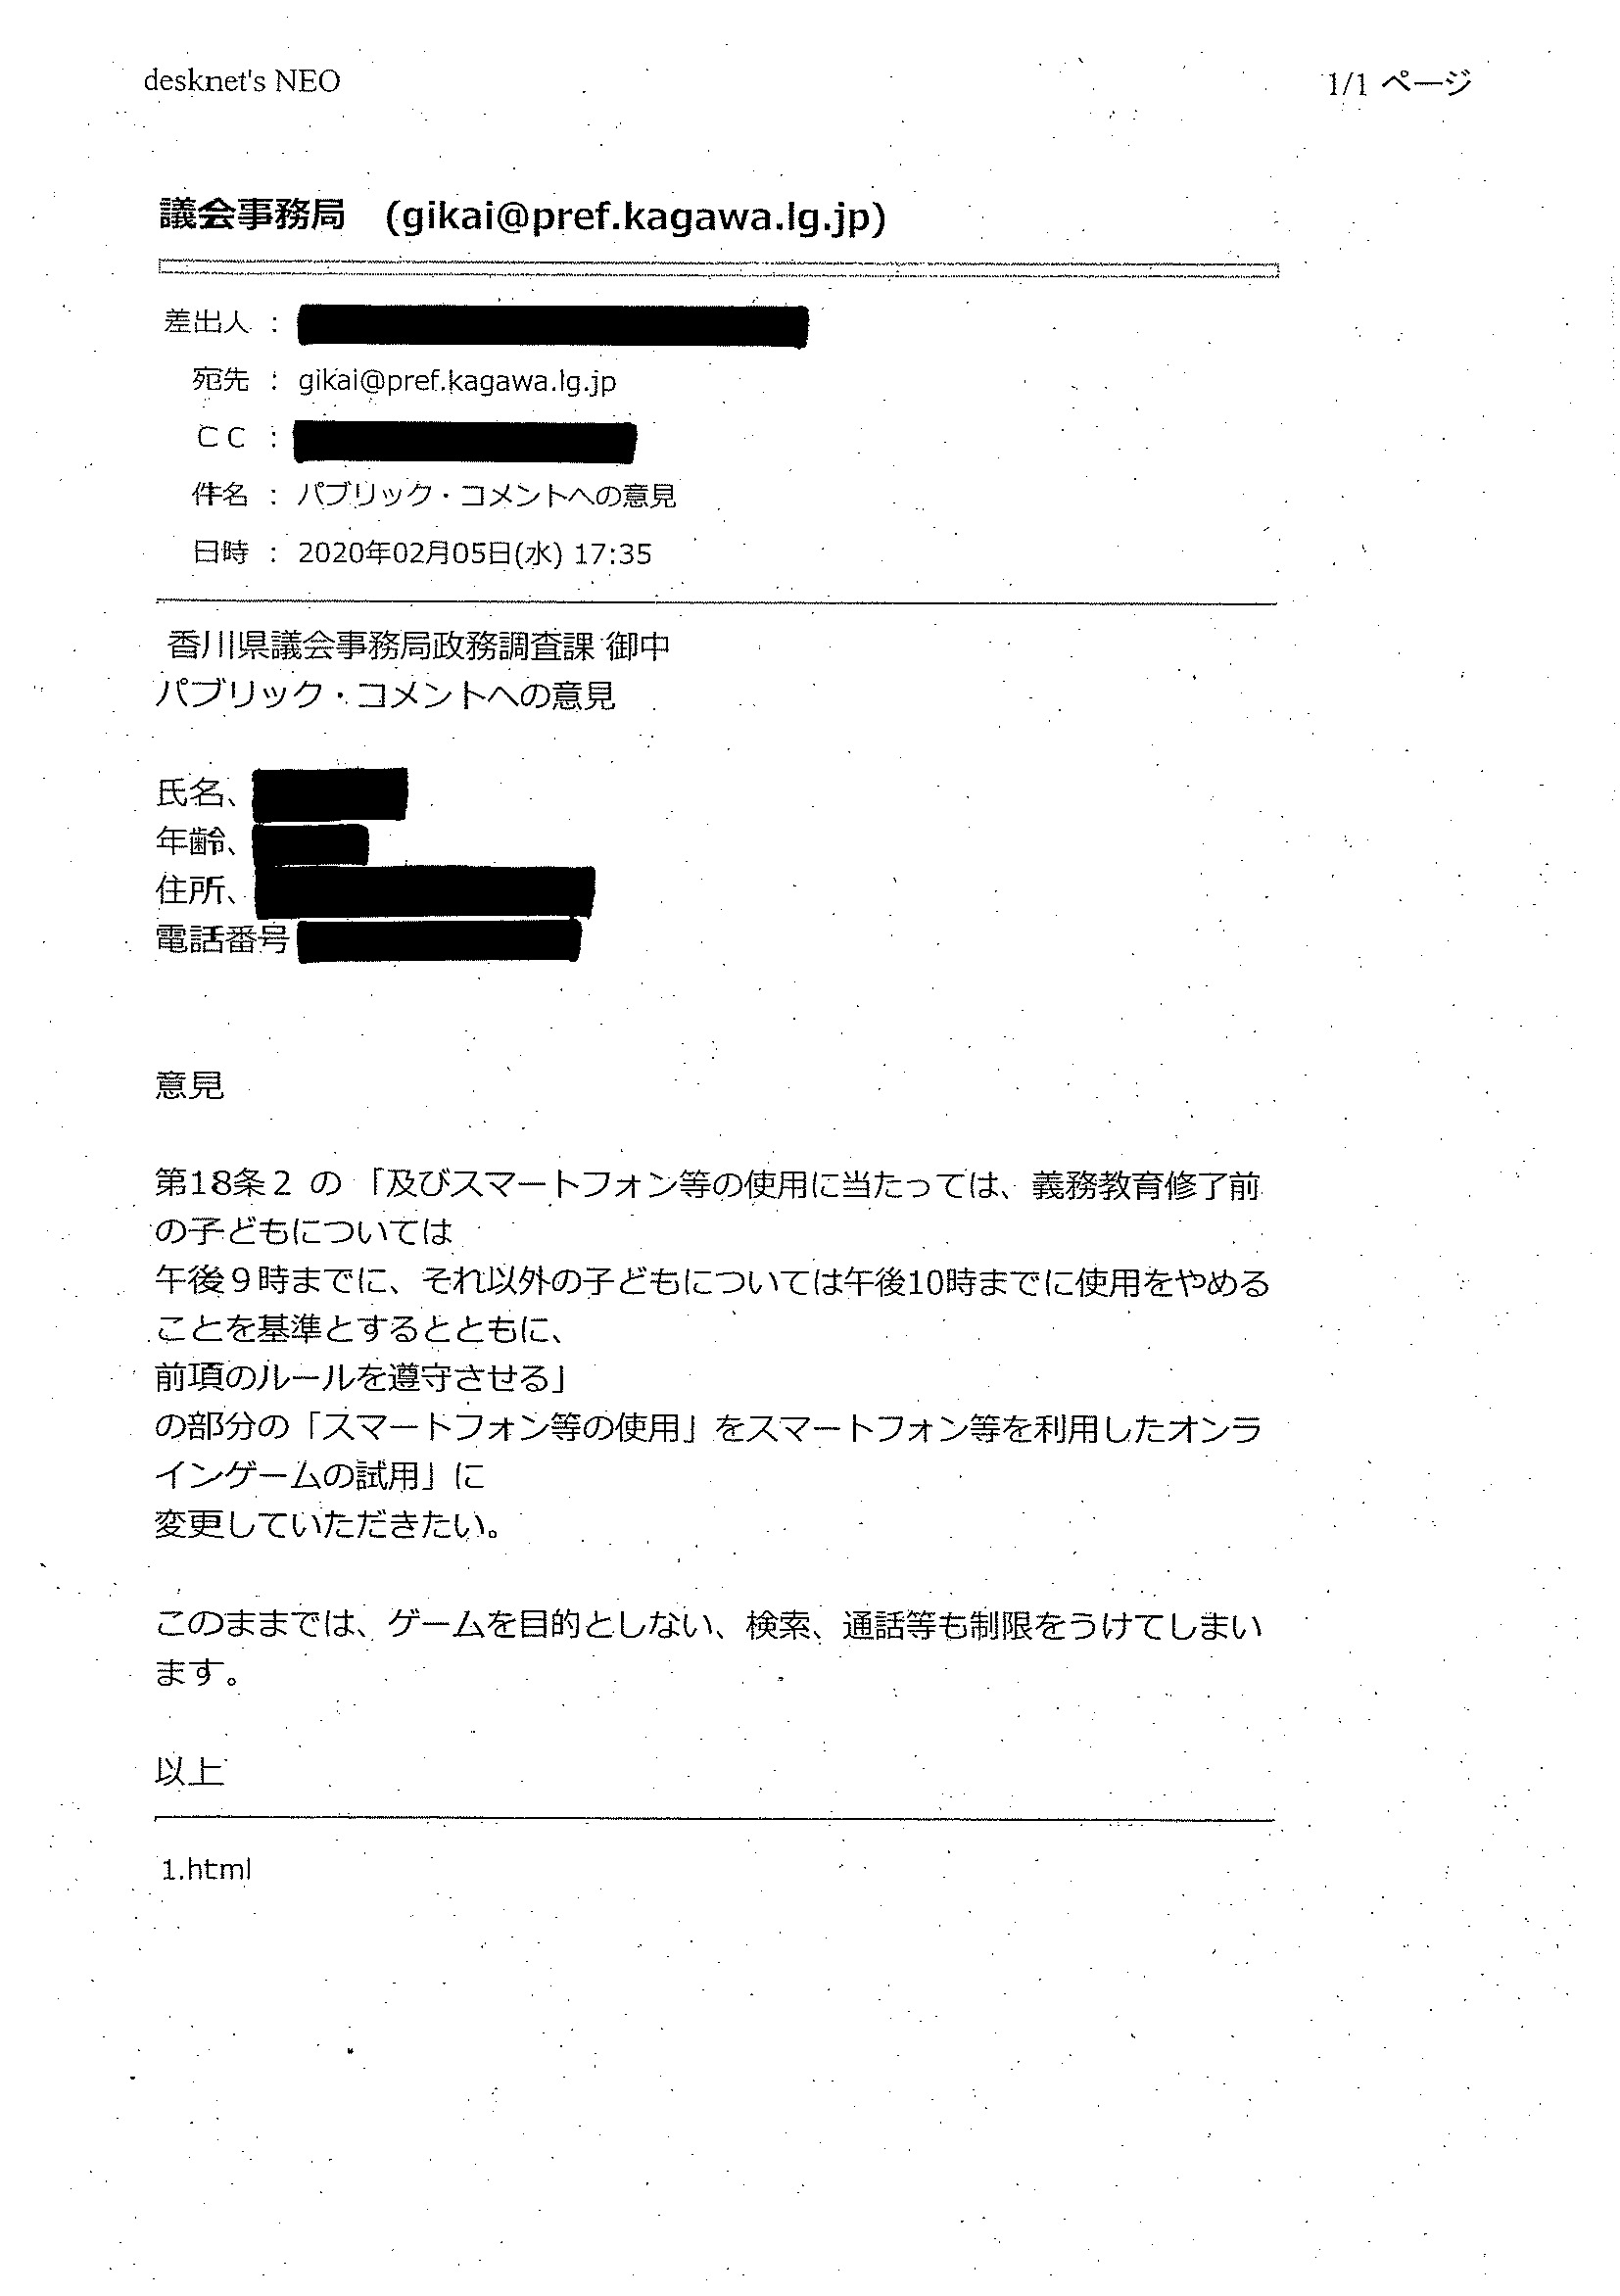 desknet's NEO
1/1 ページ
議会事務局 (gikai@pref.kagawa.lg.jp)
差出人 :
宛先 : gikai@pref.kagawa.lg.jp
CC :
件名 : パブリック・コメントへの意見
日時 : 2020年02月05日(水) 17:35
香川県議会事務局政務調査課 御中
パブリック・コメントへの意見
氏名、
年齢、
住所、
電話番号
意見
第18条２ の 「及びスマートフォン等の使用に当たっては、義務教育修了前
の子どもについては
午後９時までに、それ以外の子どもについては午後10時までに使用をやめる
ことを基準とするとともに、
前項のルールを遵守させる」
の部分の「スマートフォン等の使用」をスマートフォン等を利用したオンラ
インゲームの試用」に
変更していただきたい。
このままでは、ゲームを目的としない、検索、通話等も制限をうけてしまい
ます。
以上
1.html